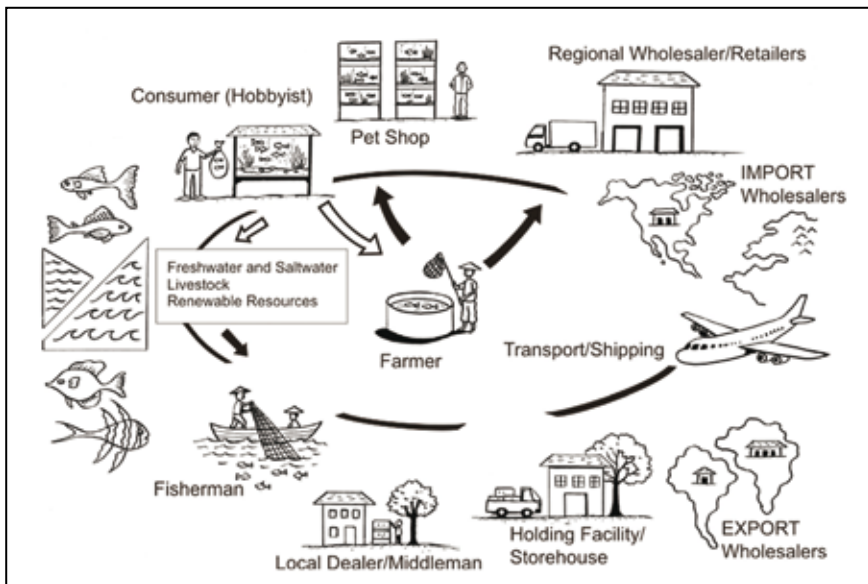 Regional Wholesaler/Retailers
Consumer (Hobbyist)
Pet Shop
IMPORT
Wholesalers
Freshwater and Saltwater
Livestock
Renewable Resources
Farmer
Transport/Shipping
Fisherman
Local Dealer/Middleman
Holding Facility/
Storehouse
EXPORT
Wholesalers